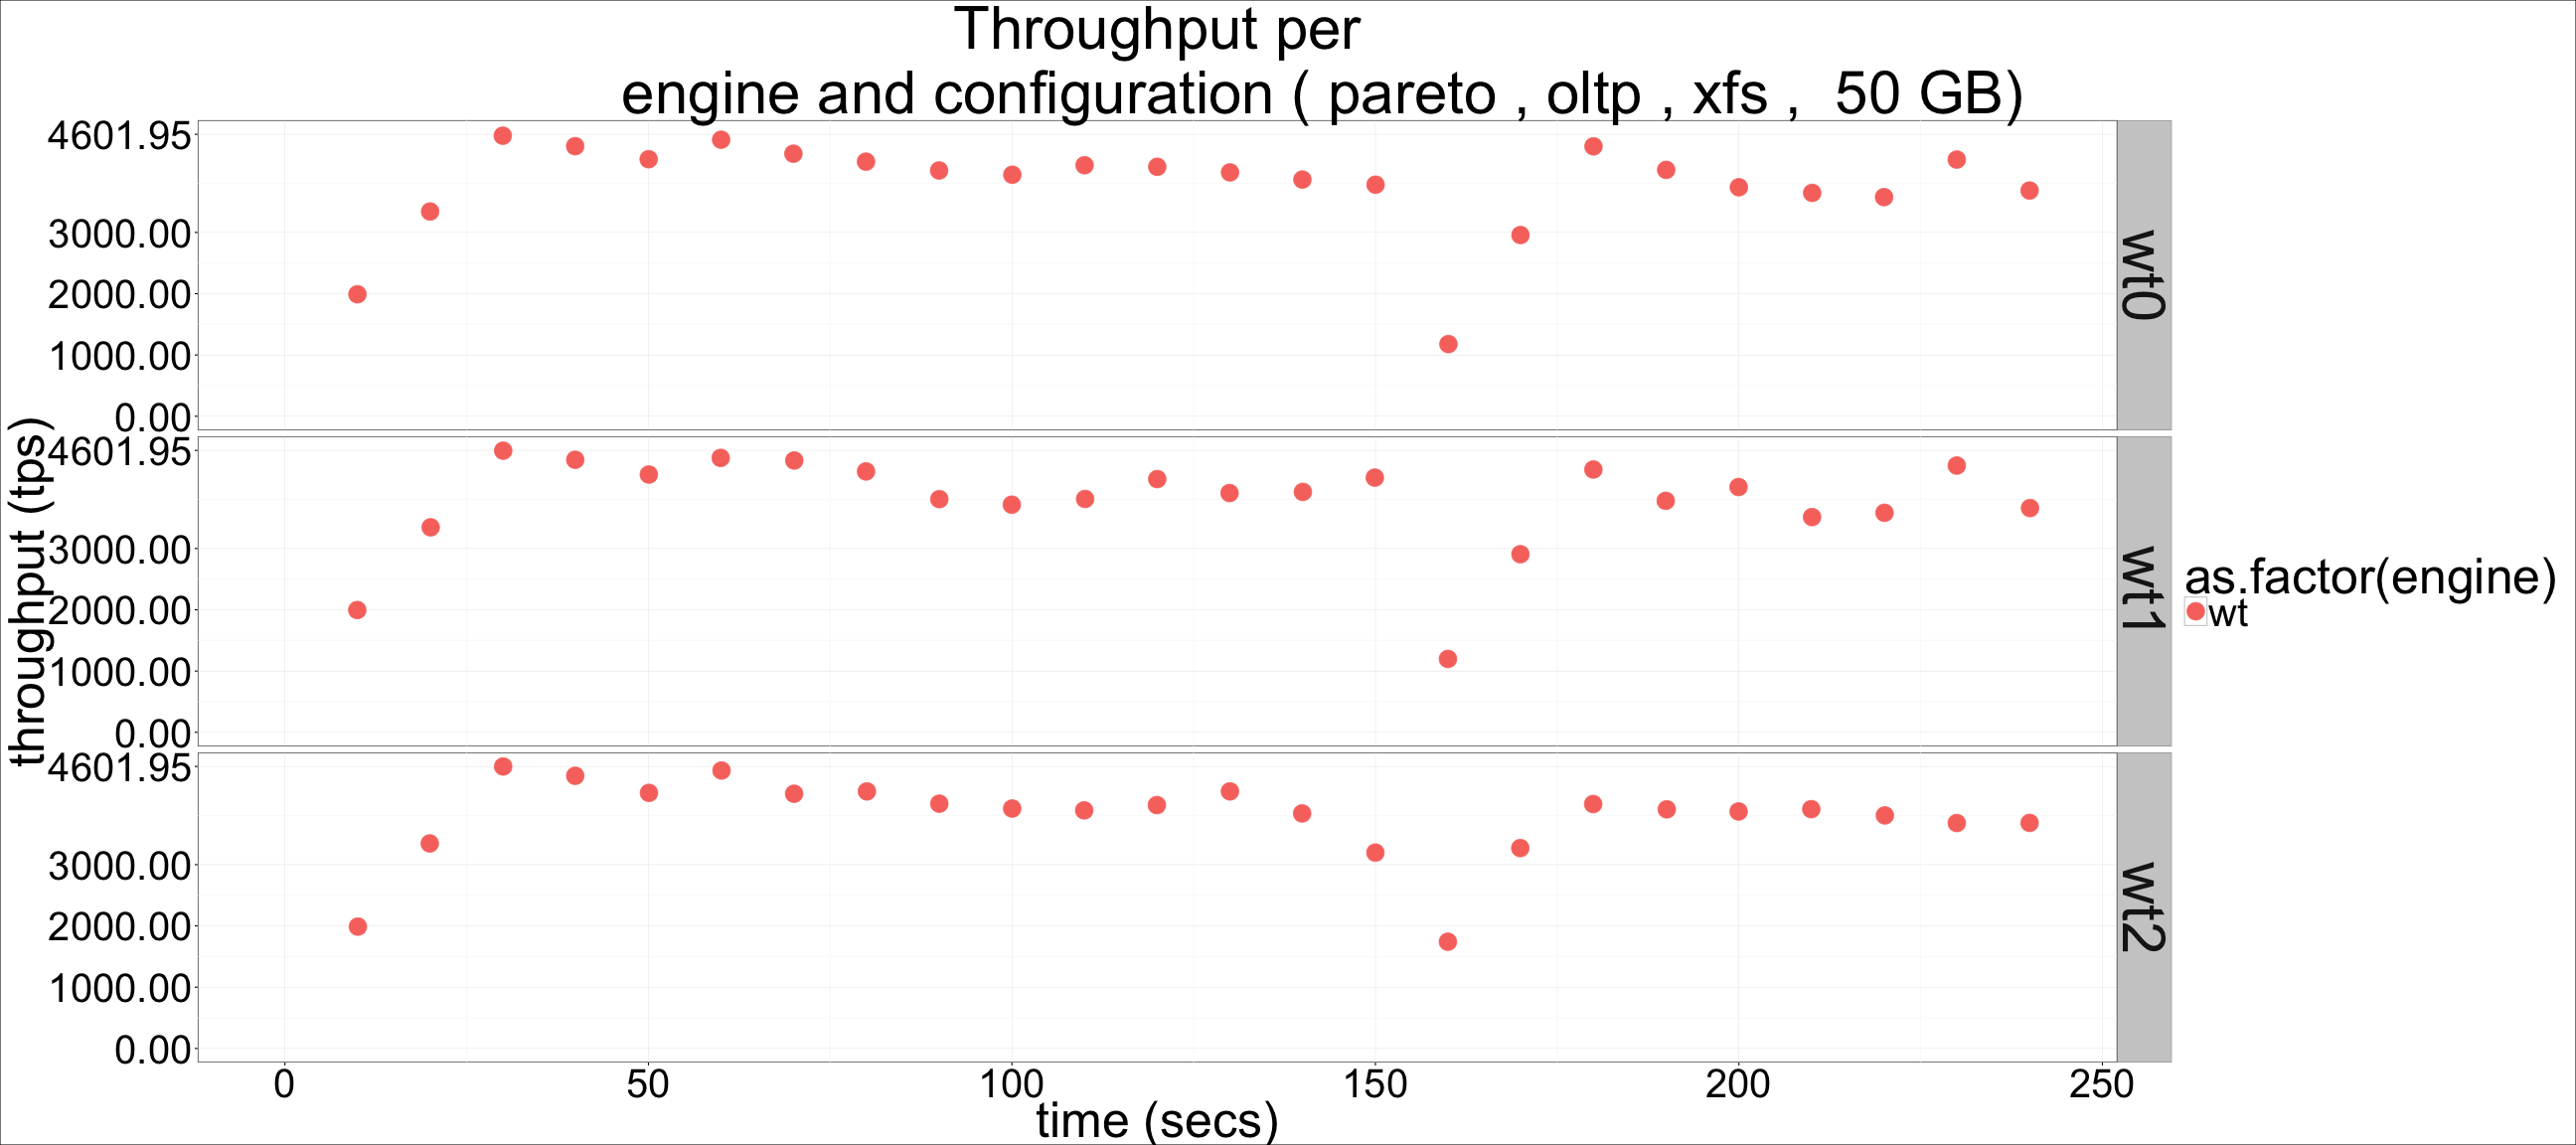 Throughput per
engine and configuration ( pareto , oltp , xfs ,  50 GB)
throughput (tps)
4601.95
3000.00
2000.00
1000.00
0.00
wt0
4601.95
3000.00
2000.00
1000.00
0.00
wt1
4601.95
3000.00
2000.00
1000.00
0.00
wt2
0 50 100 150 200 250
time (secs)
as.factor(engine)
wt